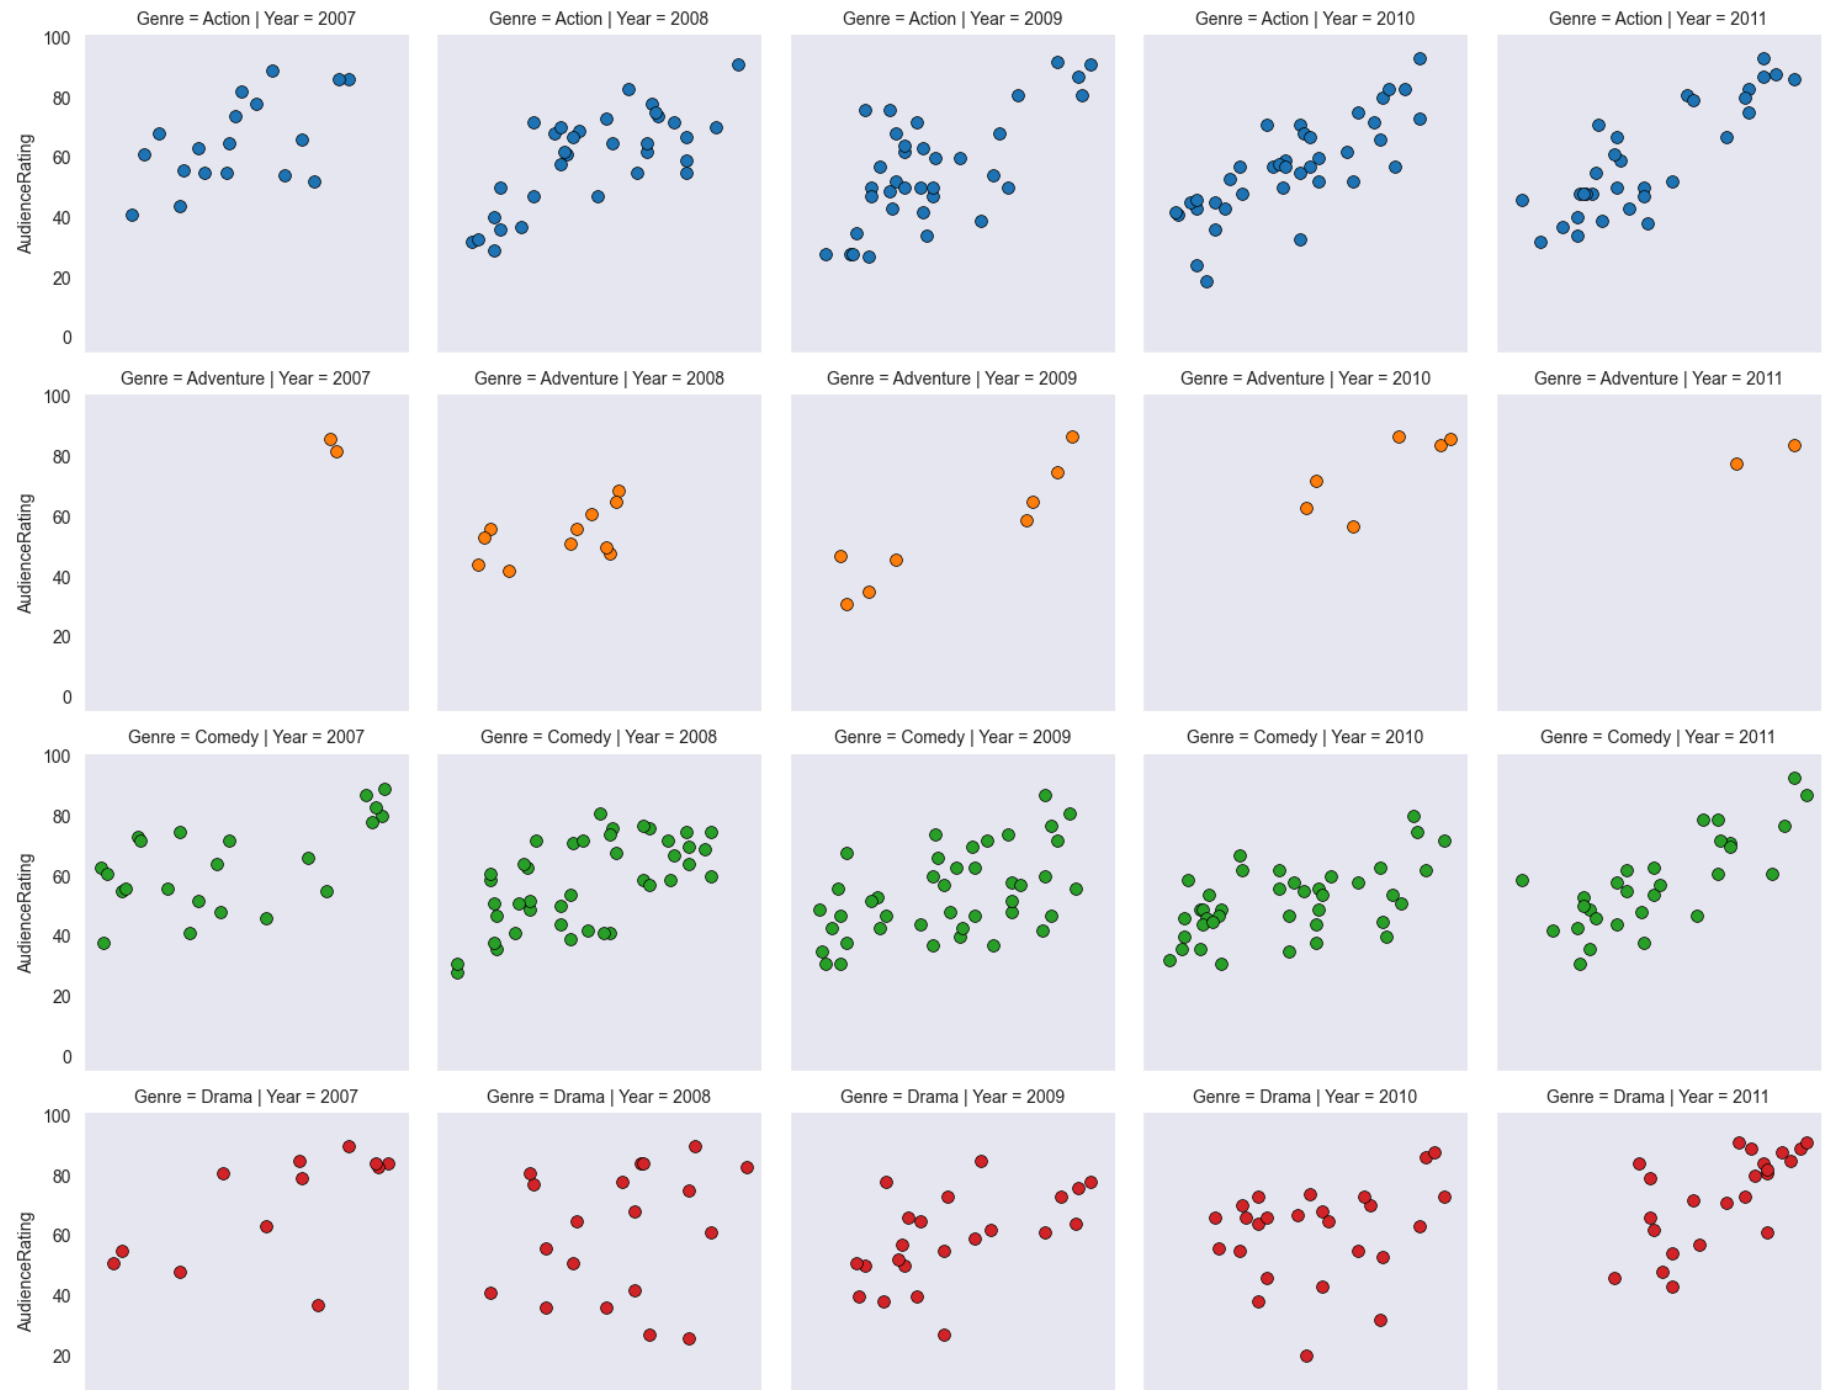 Genre = Action | Year = 2007
Genre = Action | Year = 2008
Genre = Action | Year = 2009
Genre = Action | Year = 2010
Genre = Action | Year = 2011
100
80
60
40
20
0
AudienceRating
Genre = Adventure | Year = 2007
Genre = Adventure | Year = 2008
Genre = Adventure | Year = 2009
Genre = Adventure | Year = 2010
Genre = Adventure | Year = 2011
100
80
60
40
20
0
AudienceRating
Genre = Comedy | Year = 2007
Genre = Comedy | Year = 2008
Genre = Comedy | Year = 2009
Genre = Comedy | Year = 2010
Genre = Comedy | Year = 2011
100
80
60
40
20
0
AudienceRating
Genre = Drama | Year = 2007
Genre = Drama | Year = 2008
Genre = Drama | Year = 2009
Genre = Drama | Year = 2010
Genre = Drama | Year = 2011
100
80
60
40
20
AudienceRating